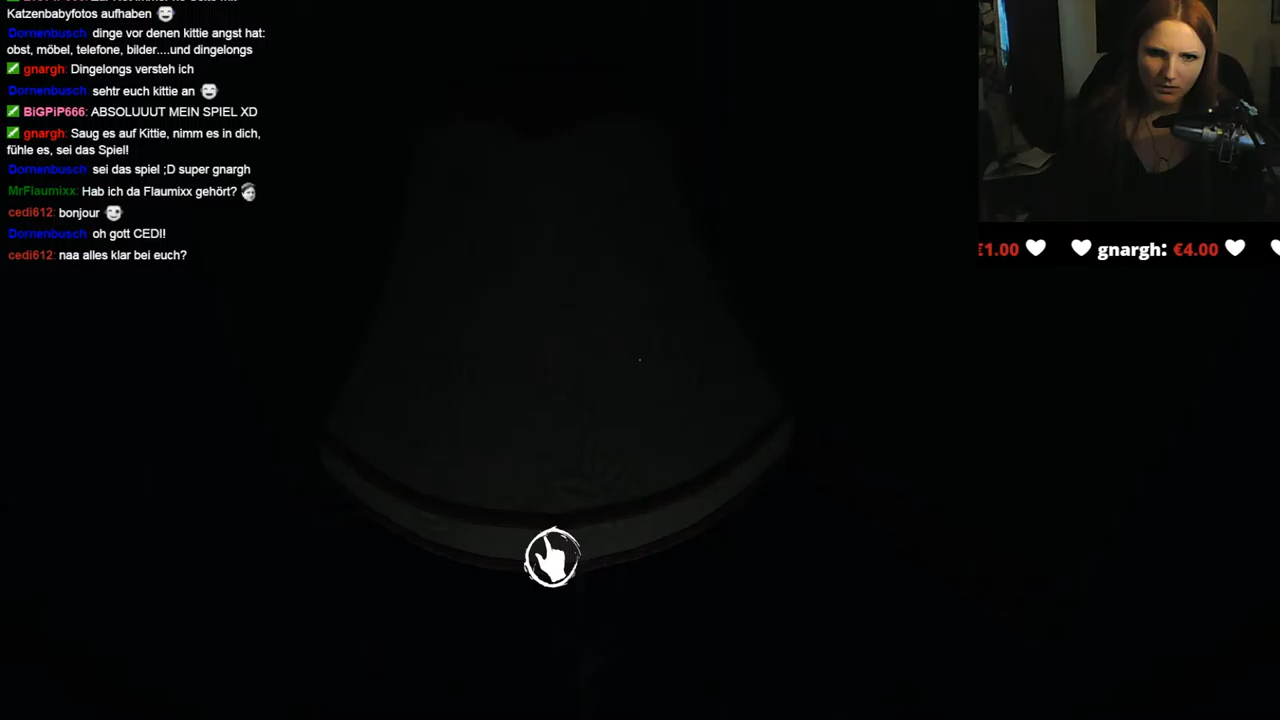 Katzenbabyfotos aufhaben
Dornenbusch dinge vor denen kittie angst hat:
obst, möbel, telefone, bilder....und dingelongs
gnargh: Dingelongs versteh ich
Dornenbusch sehtr euch kittie an
BiGPiP666: ABSOLUUUT MEIN SPIEL XD
gnargh: Saug es auf Kittie, nimm es in dich,
fühle es, sei das Spiel!
Dornenbusch sei das spiel ;D super gnargh
MrFlaumixx: Hab ich da Flaumixx gehört?
cedi612: bonjour
Dornenbusch oh gott CEDI!
cedi612: naa alles klar bei euch?
€1.00 gnargh: €4.00